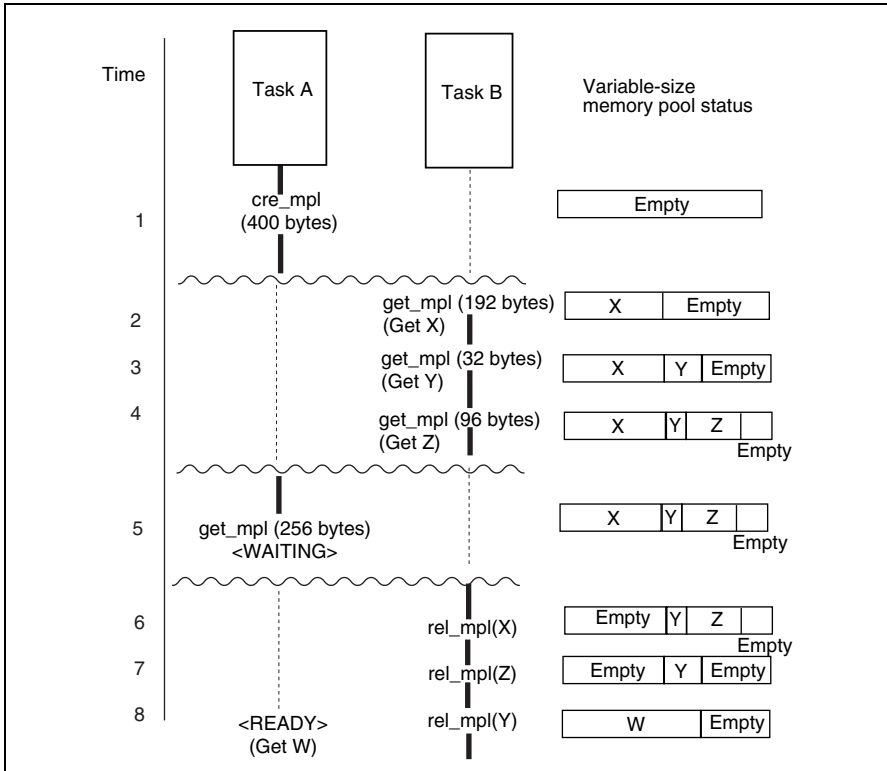 Time
Task A
Task B
Variable-size
memory pool status
1
cre_mpl
(400 bytes)
Empty
2
get_mpl (192 bytes)
(Get X)
X
Empty
3
get_mpl (32 bytes)
(Get Y)
X
Y
Empty
4
get_mpl (96 bytes)
(Get Z)
X
Y
Z
Empty
5
get_mpl (256 bytes)
<WAITING>
X
Y
Z
Empty
6
rel_mpl(X)
Empty
Y
Z
Empty
7
rel_mpl(Z)
Empty
Y
Empty
8
<READY>
(Get W)
rel_mpl(Y)
W
Empty